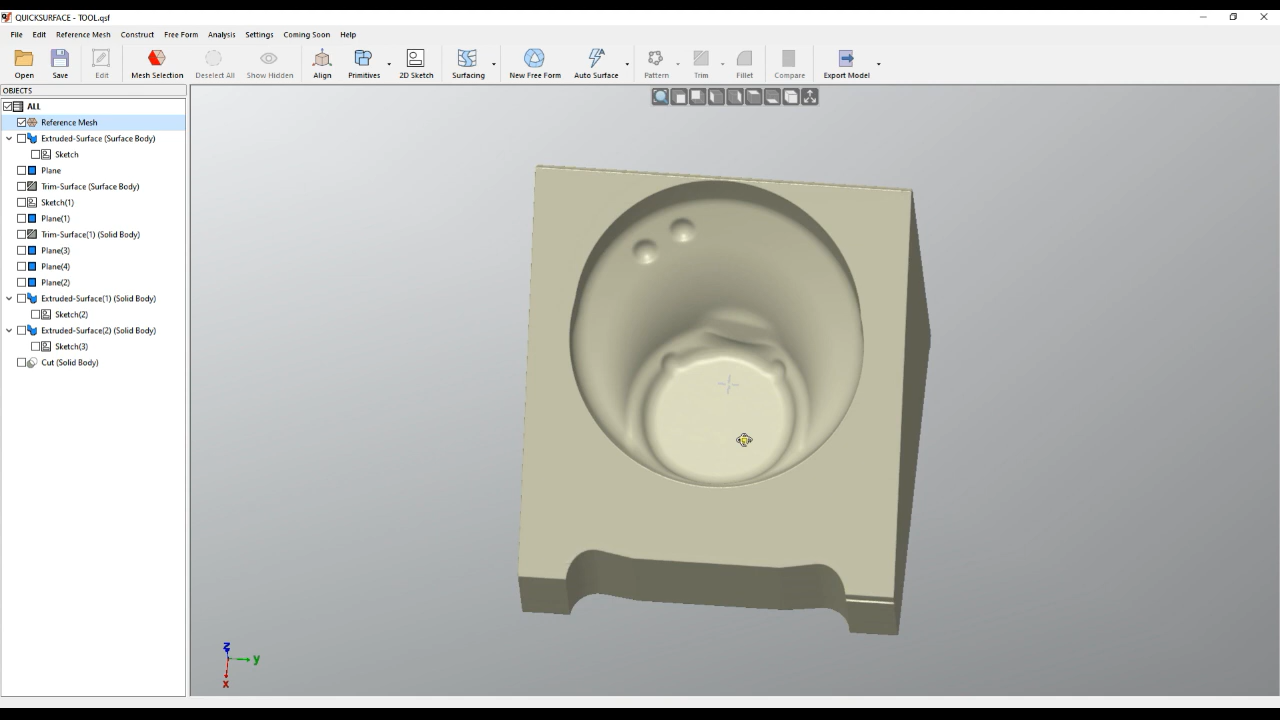 QUICKSURFACE - TOOL.qsf
File Edit Reference Mesh Construct Free Form Analysis Settings Coming Soon Help
Open Save Edit Mesh Selection Deselect All Show Hidden Align Primitives 2D Sketch Surfacing New Free Form Auto Surface Pattern Trim Fillet Compare Export Model
OBJECTS
ALL
Reference Mesh
Extruded-Surface (Surface Body)
Sketch
Plane
Trim-Surface (Surface Body)
Sketch(1)
Plane(1)
Trim-Surface(1) (Solid Body)
Plane(3)
Plane(4)
Plane(2)
Extruded-Surface(1) (Solid Body)
Sketch(2)
Extruded-Surface(2) (Solid Body)
Sketch(3)
Cut (Solid Body)
z
y
x